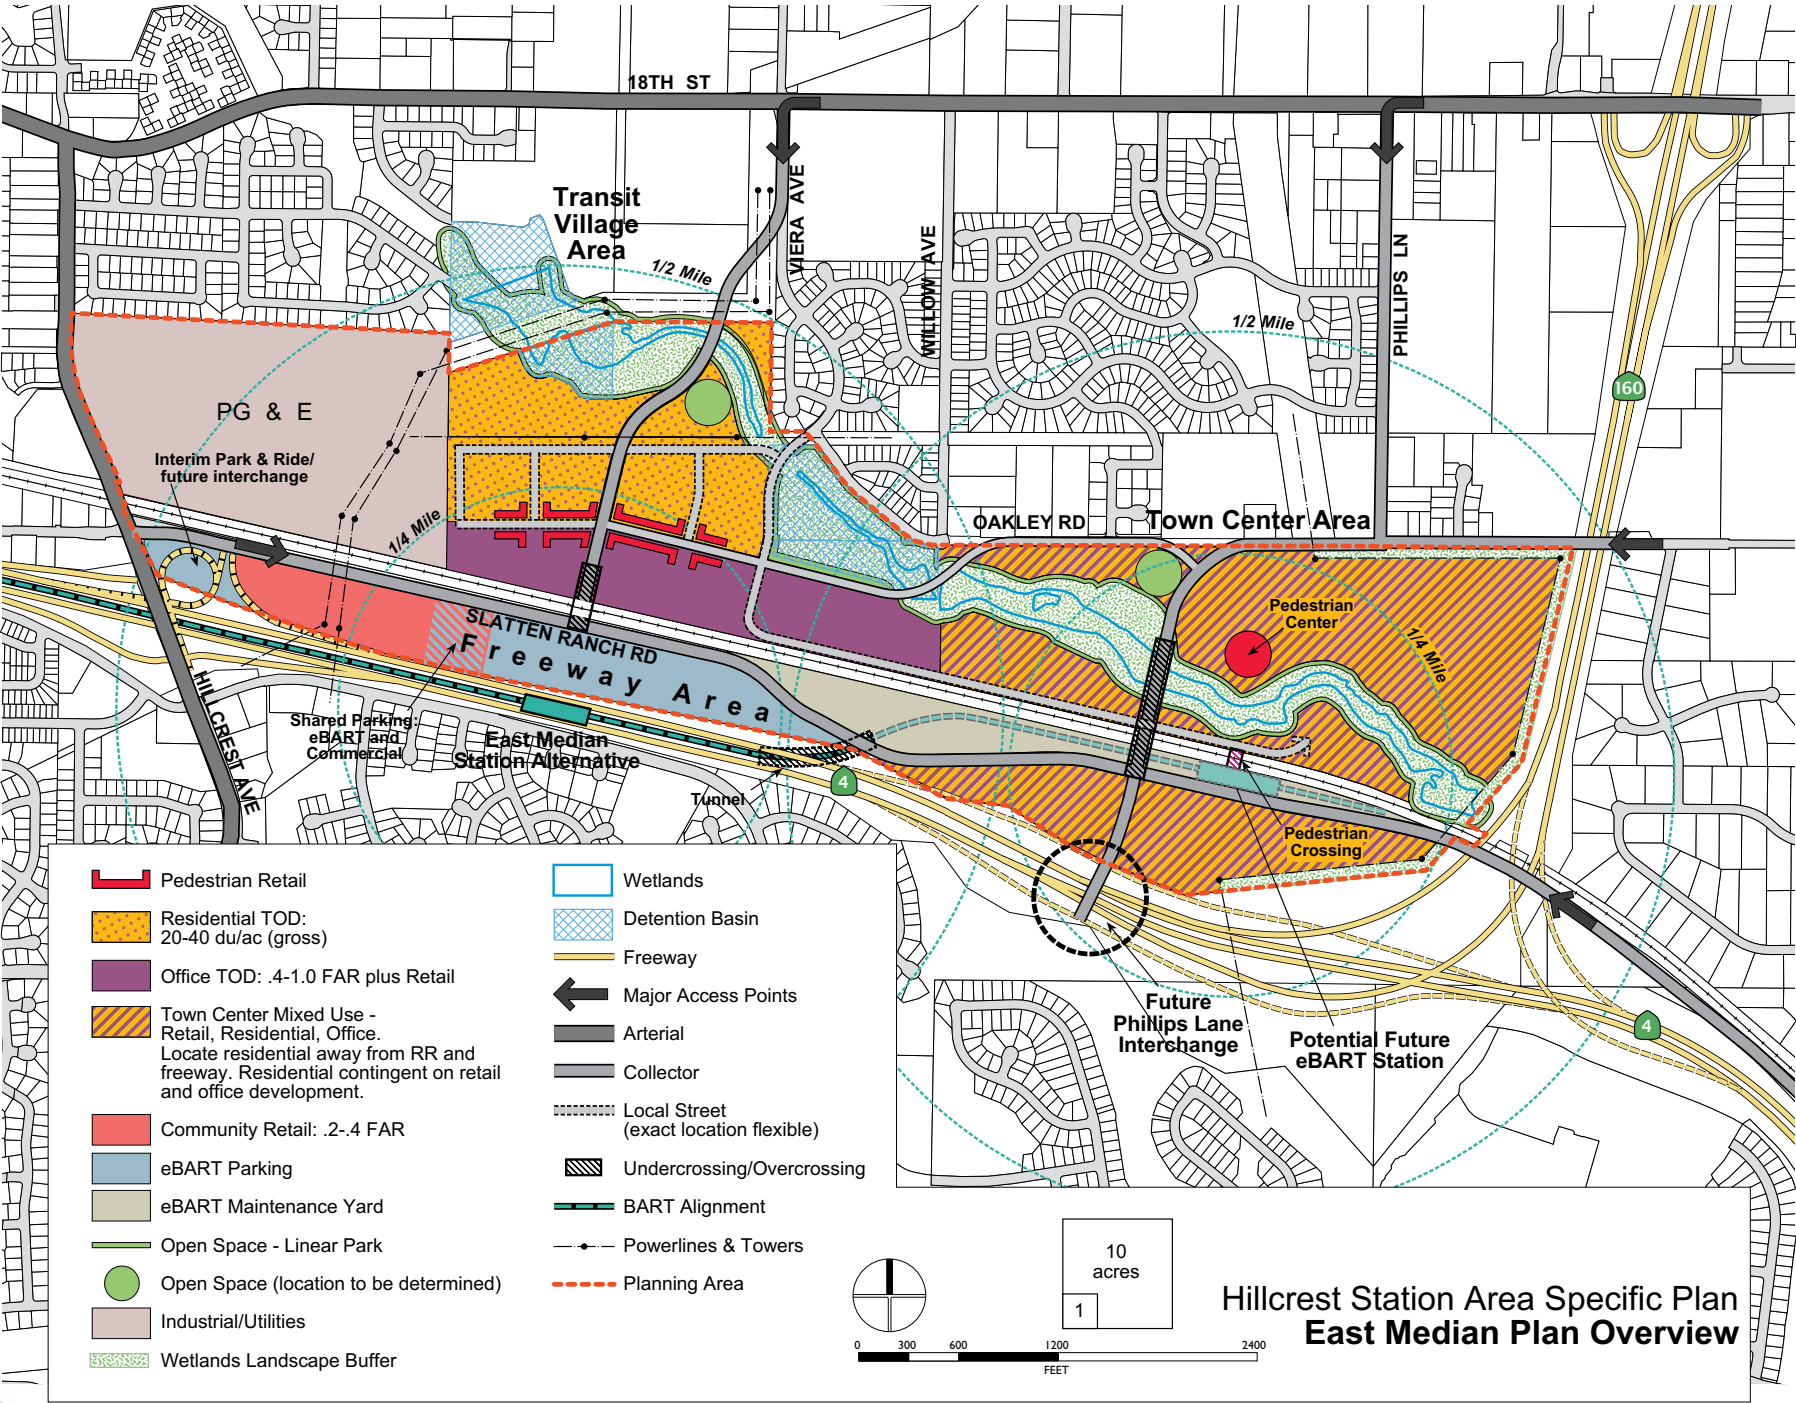 18TH ST
Transit
Village
Area
VIERA AVE
1/2 Mile
WILLOW AVE
1/2 Mile
PHILLIPS LN
160
PG & E
Interim Park & Ride/
future interchange
1/4 Mile
OAKLEY RD
Town Center Area
Pedestrian
Center
1/4 Mile
SLATTEN RANCH RD
Freeway Area
HILLCREST AVE
Shared Parking:
eBART and
Commercial
East Median
Station Alternative
Tunnel
4
Pedestrian
Crossing
Future
Phillips Lane
Interchange
Potential Future
eBART Station
4
Pedestrian Retail
Residential TOD:
20-40 du/ac (gross)
Office TOD: .4-1.0 FAR plus Retail
Town Center Mixed Use -
Retail, Residential, Office.
Locate residential away from RR and
freeway. Residential contingent on retail
and office development.
Community Retail: .2-.4 FAR
eBART Parking
eBART Maintenance Yard
Open Space - Linear Park
Open Space (location to be determined)
Industrial/Utilities
Wetlands Landscape Buffer
Wetlands
Detention Basin
Freeway
Major Access Points
Arterial
Collector
Local Street
(exact location flexible)
Undercrossing/Overcrossing
BART Alignment
Powerlines & Towers
Planning Area
10
acres
1
0 300 600 1200 2400
FEET
Hillcrest Station Area Specific Plan
East Median Plan Overview